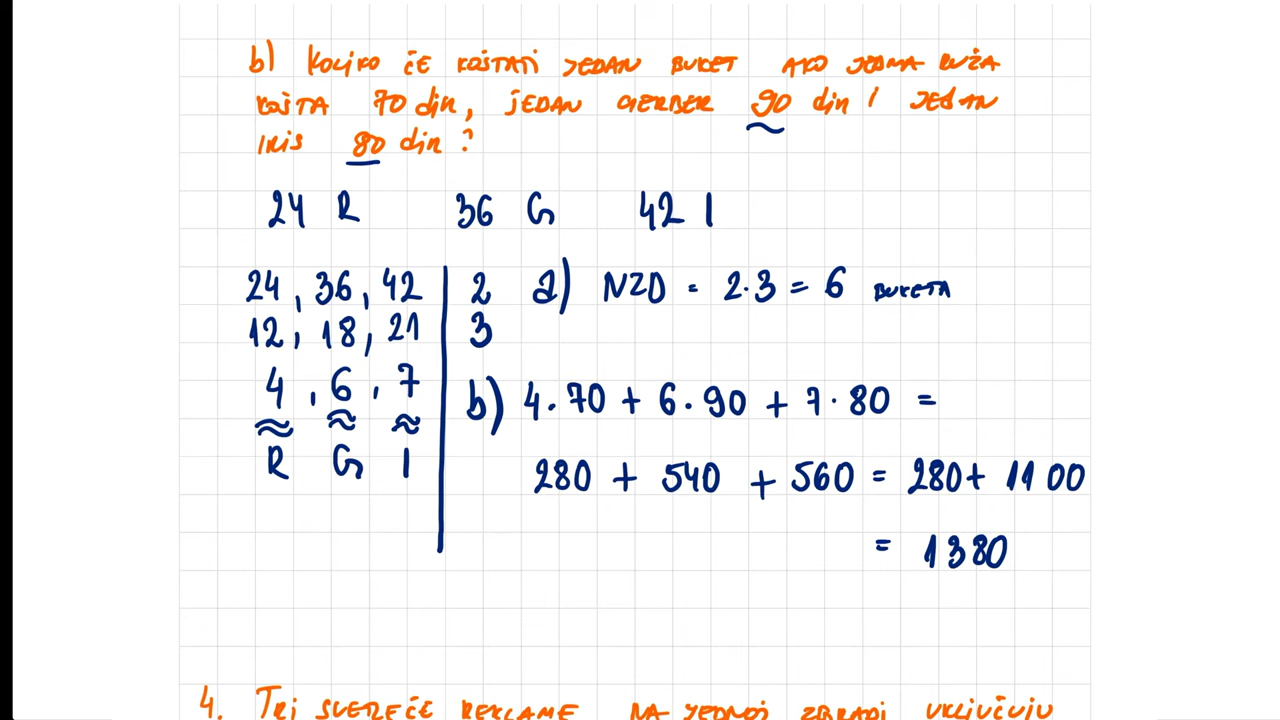 b) KOLIKO ĆE KOŠTATI JEDAN BUKET AKO JEDNA RUŽA
KOŠTA 70 din, JEDAN GERBER 90 din I JEDAN
IRIS 80 din?
24 R 36 G 42 I
24, 36, 42 | 2 a) NZD = 2·3 = 6 BUKETA
12, 18, 21 | 3
4, 6, 7 | b) 4·70 + 6·90 + 7·80 =
R G I
280 + 540 + 560 = 280 + 1100
= 1380
4. TRI SVETLEĆE REKLAME NA JEDNOJ ZGRADI UKLJUČUJU